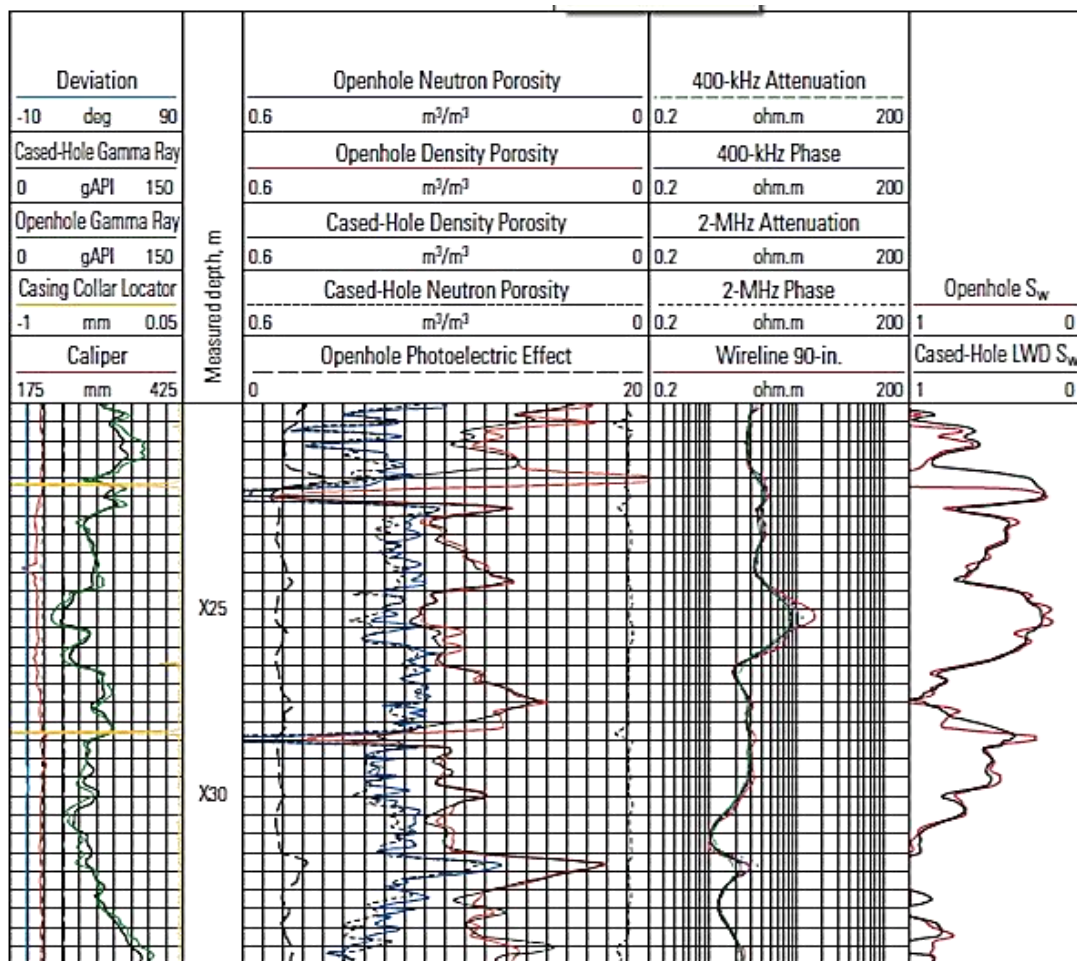 Deviation
-10 deg 90
Cased-Hole Gamma Ray
0 gAPI 150
Openhole Gamma Ray
0 gAPI 150
Casing Collar Locator
-1 mm 0.05
Caliper
175 mm 425
Measured depth, m
Openhole Neutron Porosity
0.6 m³/m³ 0
Openhole Density Porosity
0.6 m³/m³ 0
Cased-Hole Density Porosity
0.6 m³/m³ 0
Cased-Hole Neutron Porosity
0.6 m³/m³ 0
Openhole Photoelectric Effect
0 20
400-kHz Attenuation
0.2 ohm.m 200
400-kHz Phase
0.2 ohm.m 200
2-MHz Attenuation
0.2 ohm.m 200
2-MHz Phase
0.2 ohm.m 200
Wireline 90-in.
0.2 ohm.m 200
Openhole Sw
1 0
Cased-Hole LWD Sw
1 0
X25
X30